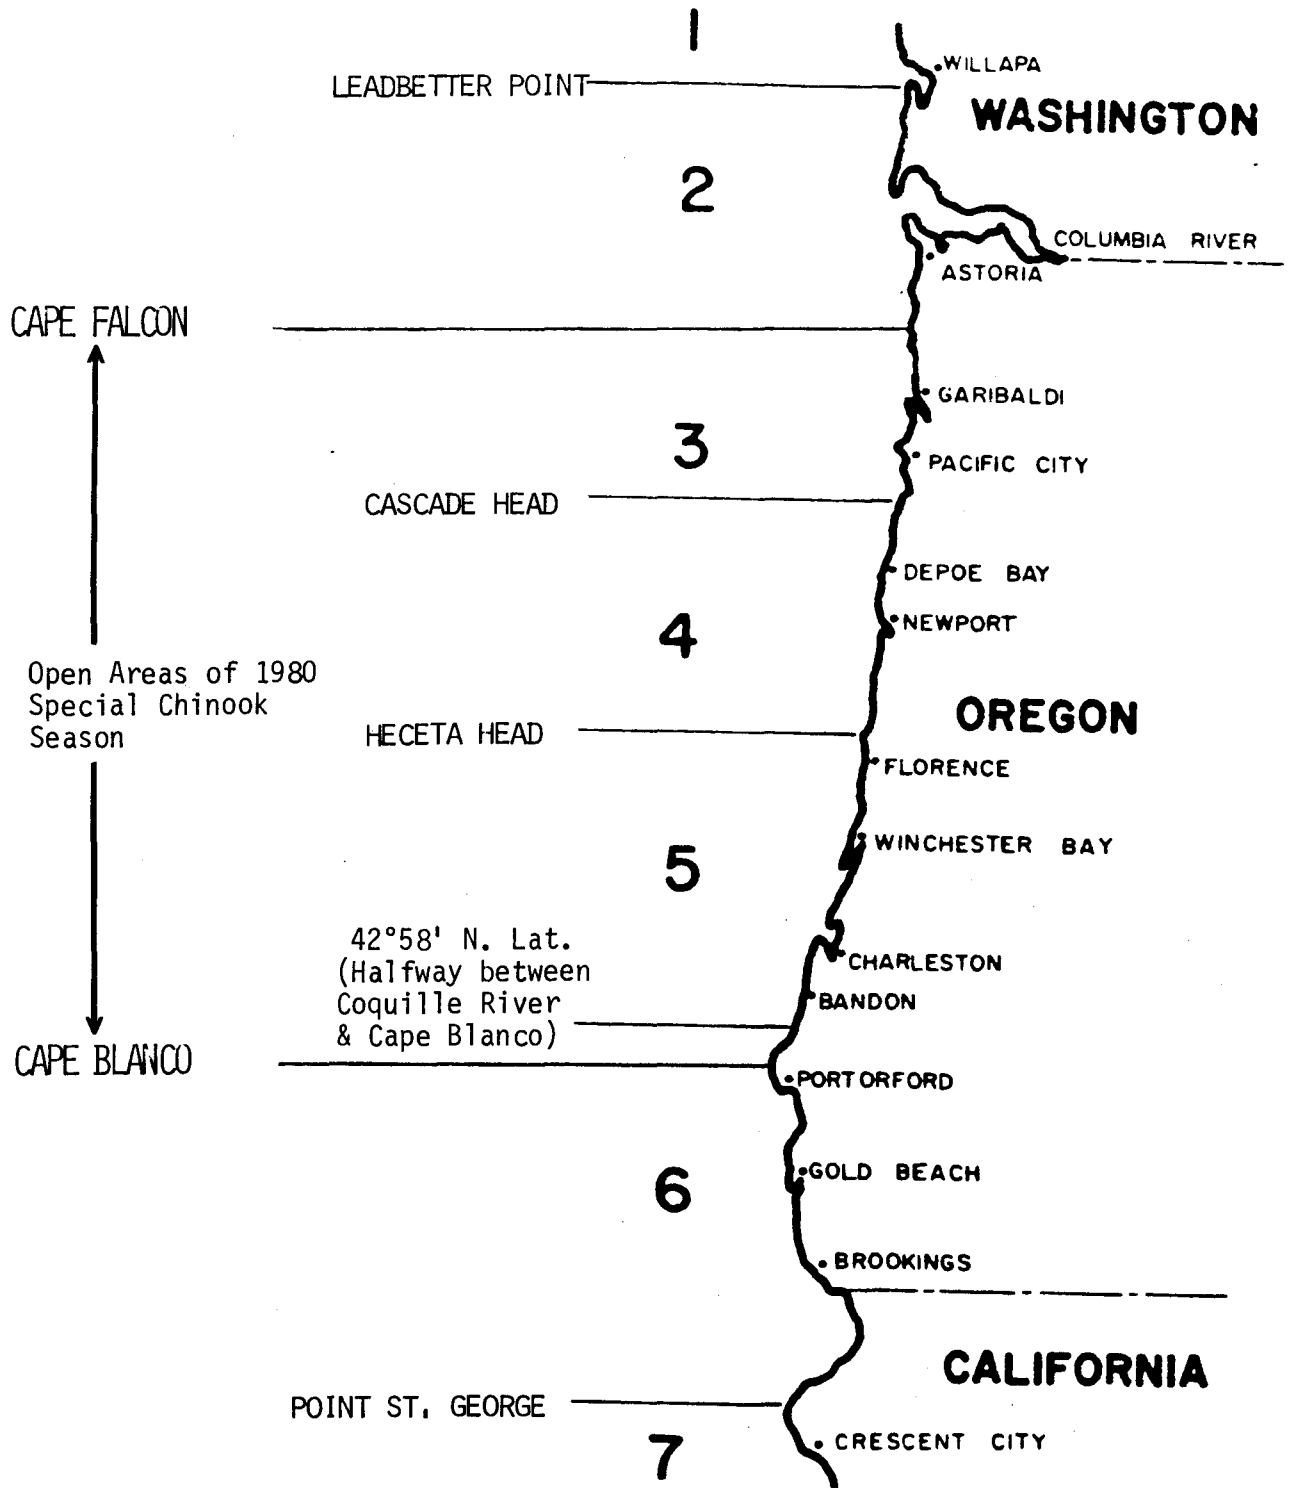 1
WILLAPA
LEADBETTER POINT
WASHINGTON
2
COLUMBIA RIVER
ASTORIA
CAPE FALCON
GARIBALDI
3
PACIFIC CITY
CASCADE HEAD
DEPOE BAY
4
NEWPORT
Open Areas of 1980
Special Chinook
Season
OREGON
HECETA HEAD
FLORENCE
WINCHESTER BAY
5
42°58' N. Lat.
(Halfway between
Coquille River
& Cape Blanco)
CHARLESTON
BANDON
CAPE BLANCO
PORT ORFORD
6
GOLD BEACH
BROOKINGS
CALIFORNIA
POINT ST. GEORGE
7
CRESCENT CITY